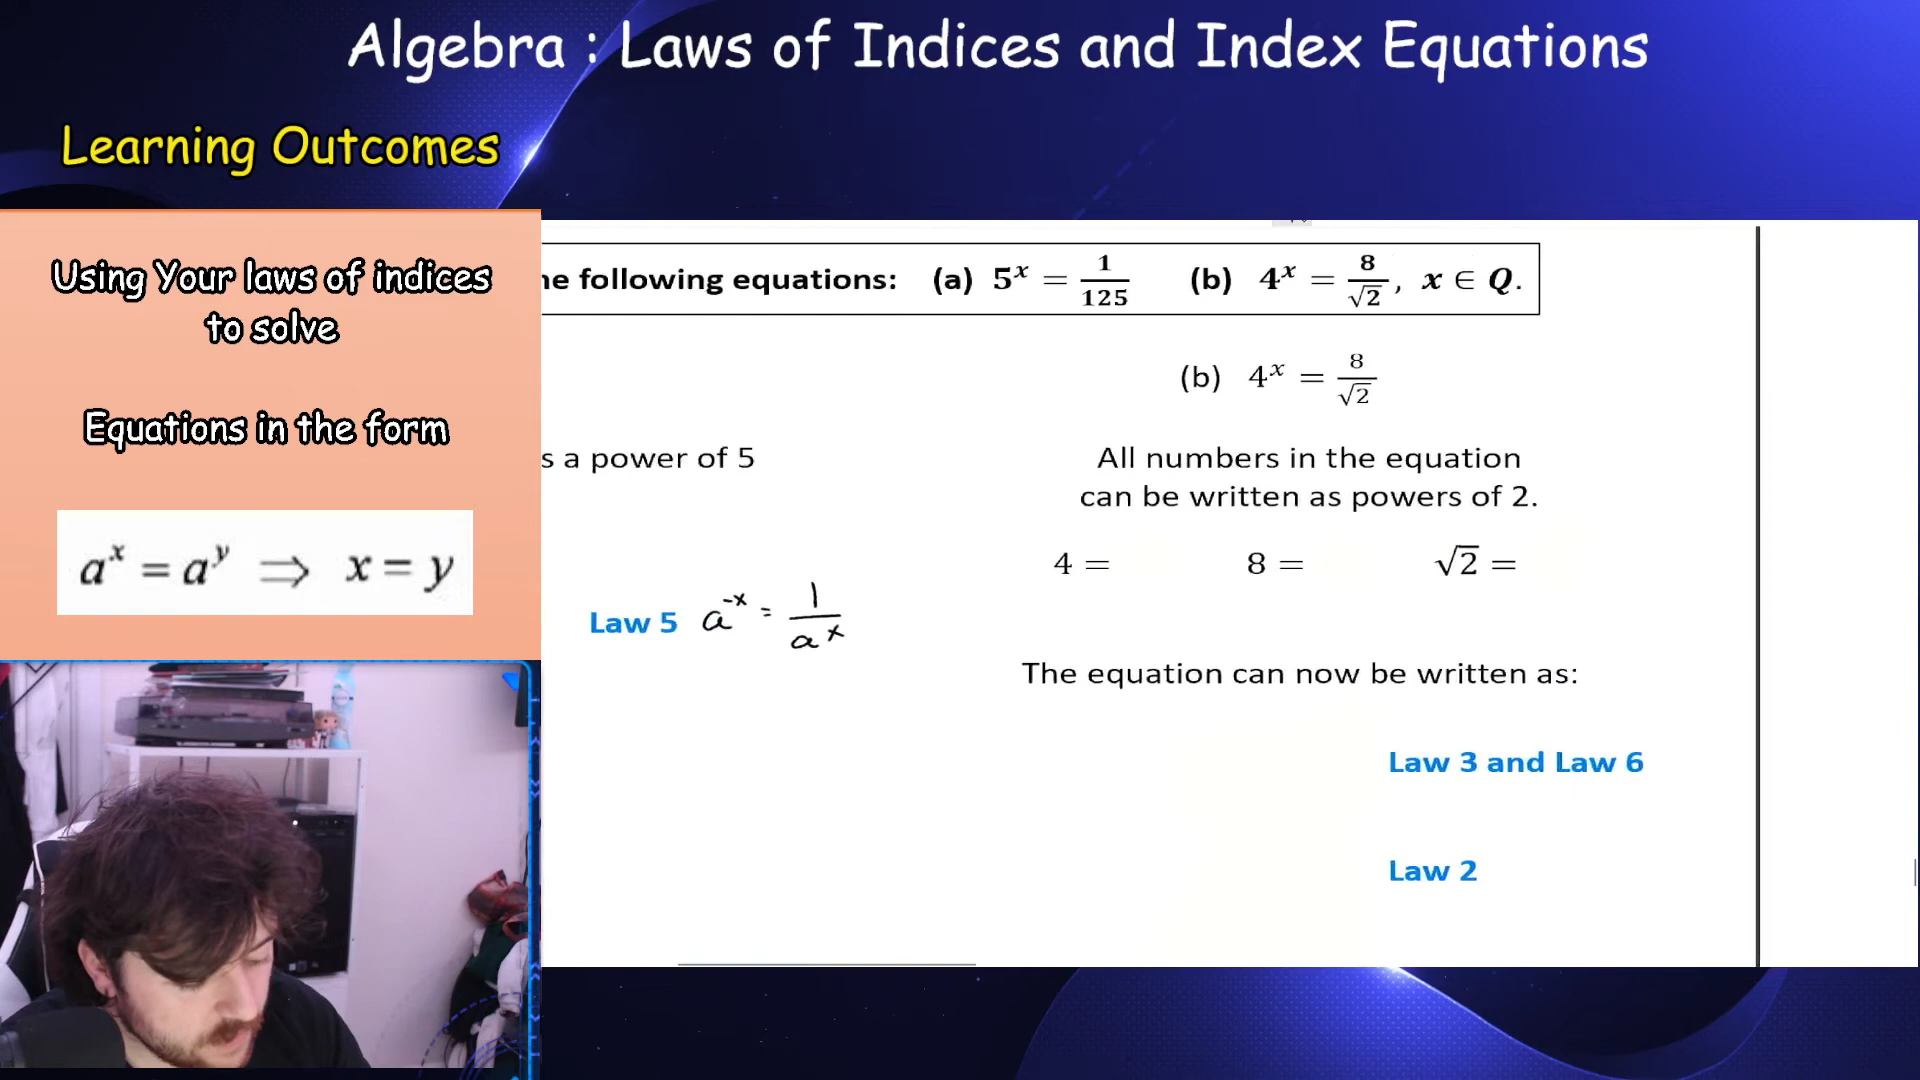 Algebra : Laws of Indices and Index Equations
Learning Outcomes
Using Your laws of indices
to solve
Equations in the form
a^x = a^y ⟹ x = y
he following equations: (a) 5^x = 1/125 (b) 4^x = 8/√2, x ∈ Q.
(b) 4^x = 8/√2
s a power of 5
All numbers in the equation
can be written as powers of 2.
4 = 8 = √2 =
Law 5 a^-x = 1/a^x
The equation can now be written as:
Law 3 and Law 6
Law 2